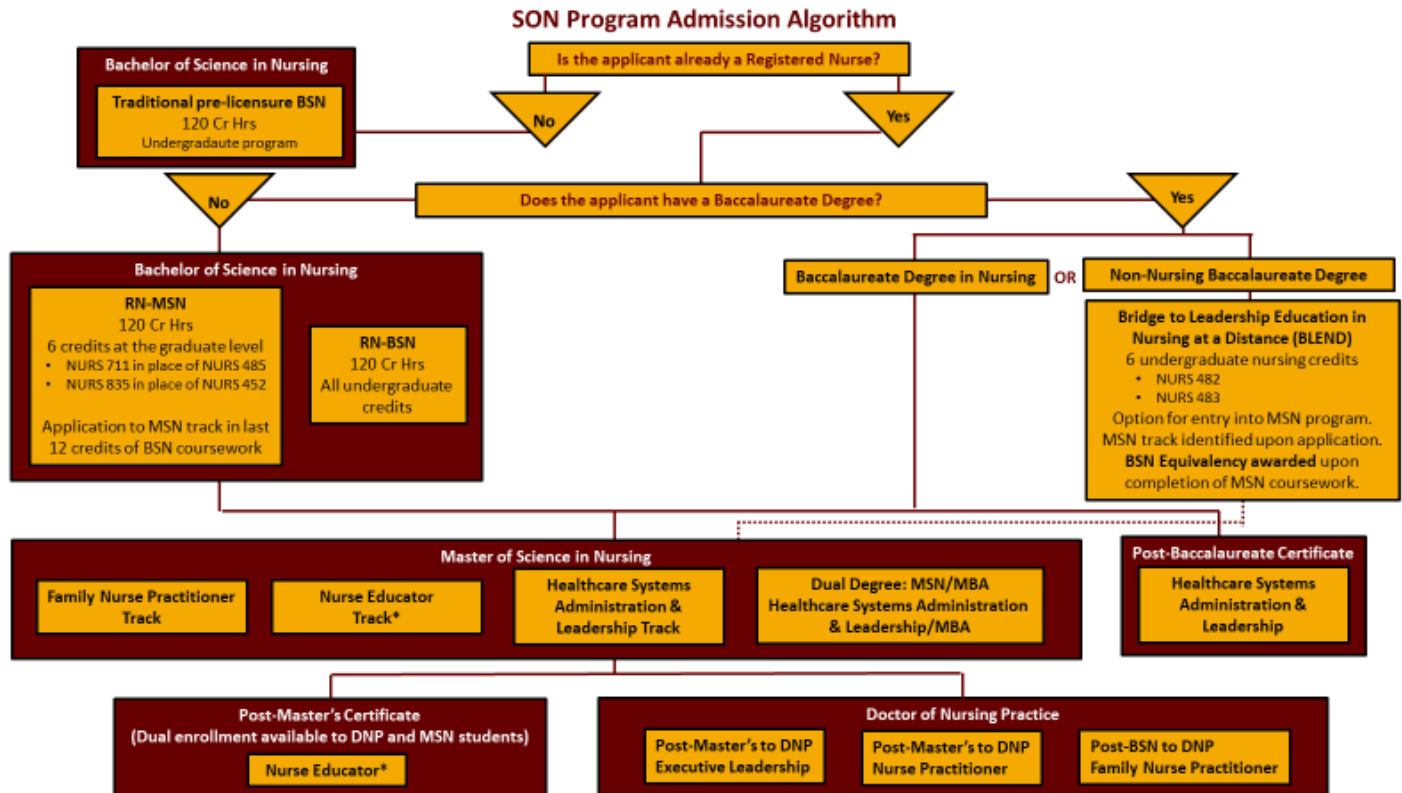 SON Program Admission Algorithm
Is the applicant already a Registered Nurse?
No
Yes
Bachelor of Science in Nursing
Traditional pre-licensure BSN
120 Cr Hrs
Undergradaute program
Does the applicant have a Baccalaureate Degree?
No
Yes
Bachelor of Science in Nursing
RN-MSN
120 Cr Hrs
6 credits at the graduate level
• NURS 711 in place of NURS 485
• NURS 835 in place of NURS 452
Application to MSN track in last
12 credits of BSN coursework
RN-BSN
120 Cr Hrs
All undergraduate
credits
Baccalaureate Degree in Nursing
OR
Non-Nursing Baccalaureate Degree
Bridge to Leadership Education in
Nursing at a Distance (BLEND)
6 undergraduate nursing credits
• NURS 482
• NURS 483
Option for entry into MSN program.
MSN track identified upon application.
BSN Equivalency awarded upon
completion of MSN coursework.
Master of Science in Nursing
Family Nurse Practitioner
Track
Nurse Educator
Track*
Healthcare Systems
Administration &
Leadership Track
Dual Degree: MSN/MBA
Healthcare Systems Administration
& Leadership/MBA
Post-Baccalaureate Certificate
Healthcare Systems
Administration &
Leadership
Post-Master's Certificate
(Dual enrollment available to DNP and MSN students)
Nurse Educator*
Doctor of Nursing Practice
Post-Master's to DNP
Executive Leadership
Post-Master's to DNP
Nurse Practitioner
Post-BSN to DNP
Family Nurse Practitioner